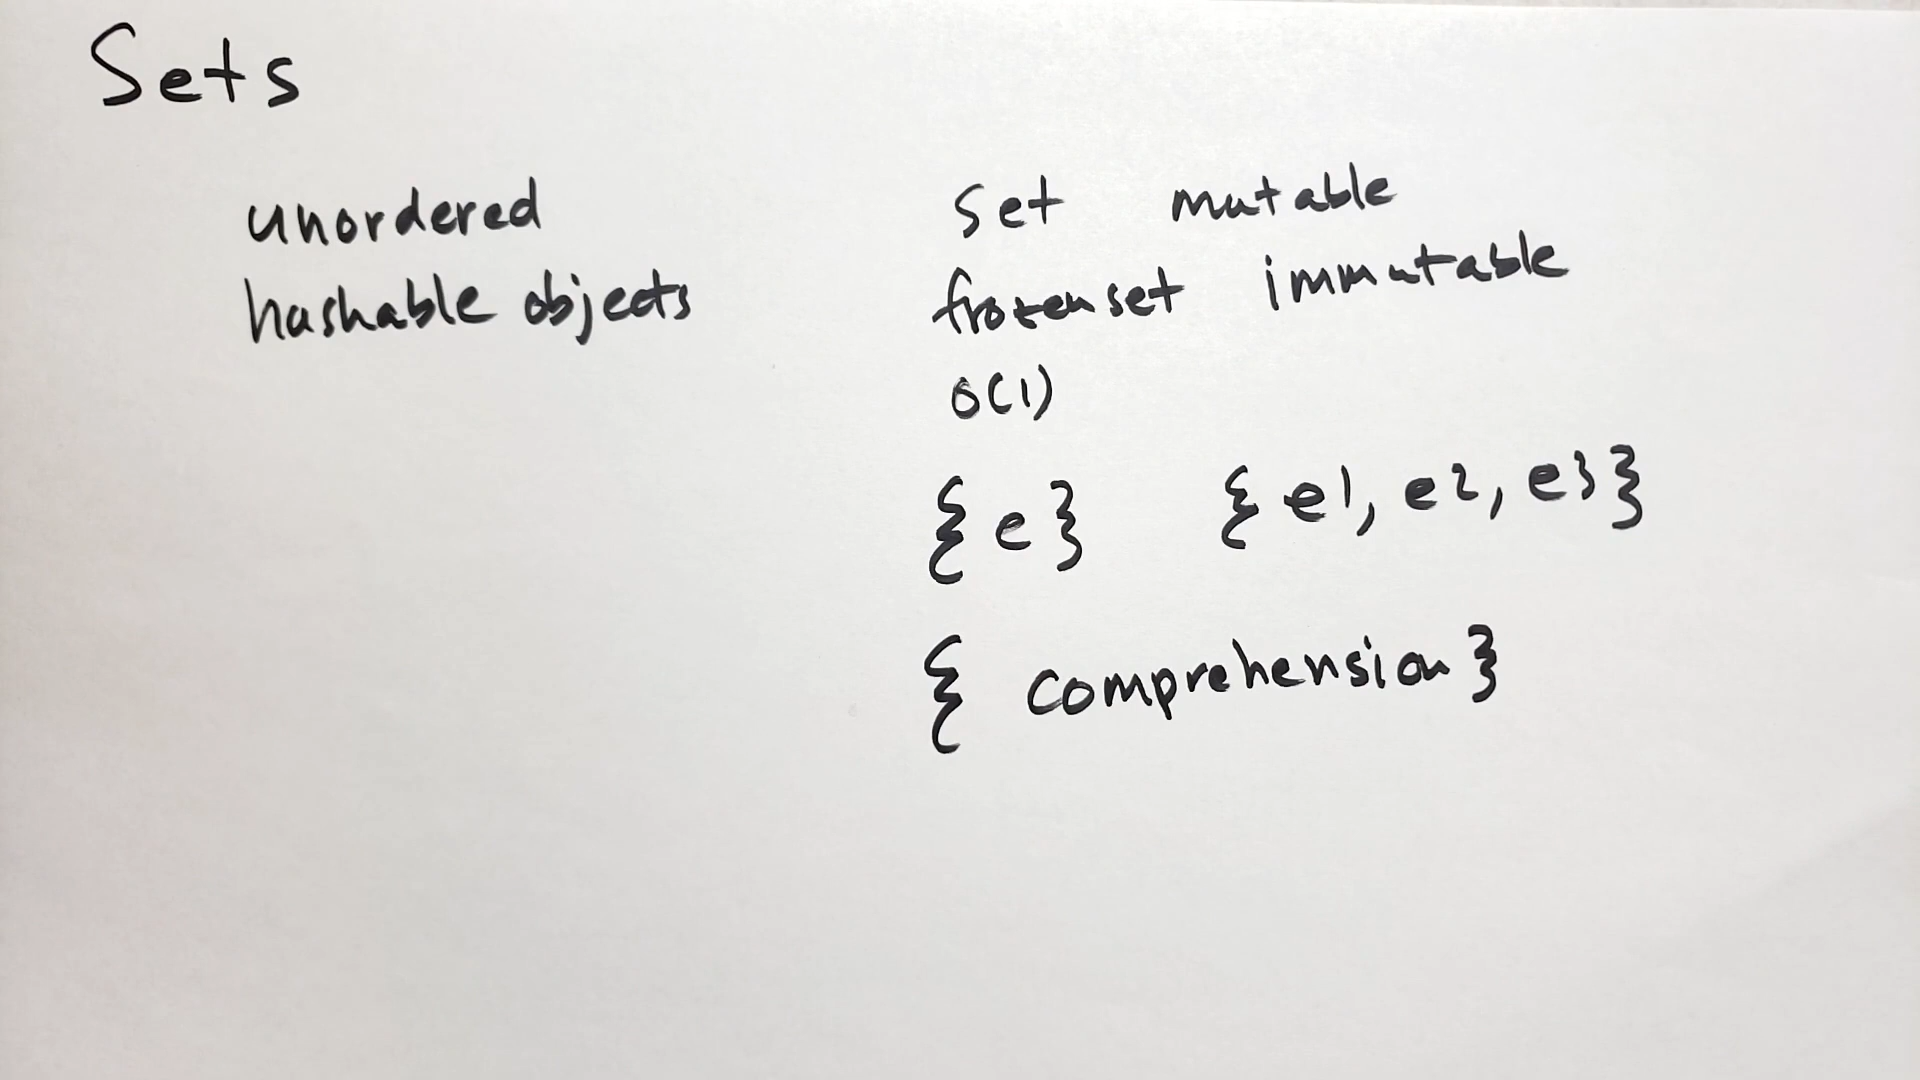 Sets
unordered
hashable objects
set mutable
frozenset immutable
O(1)
{e} {e1, e2, e3}
{ comprehension}